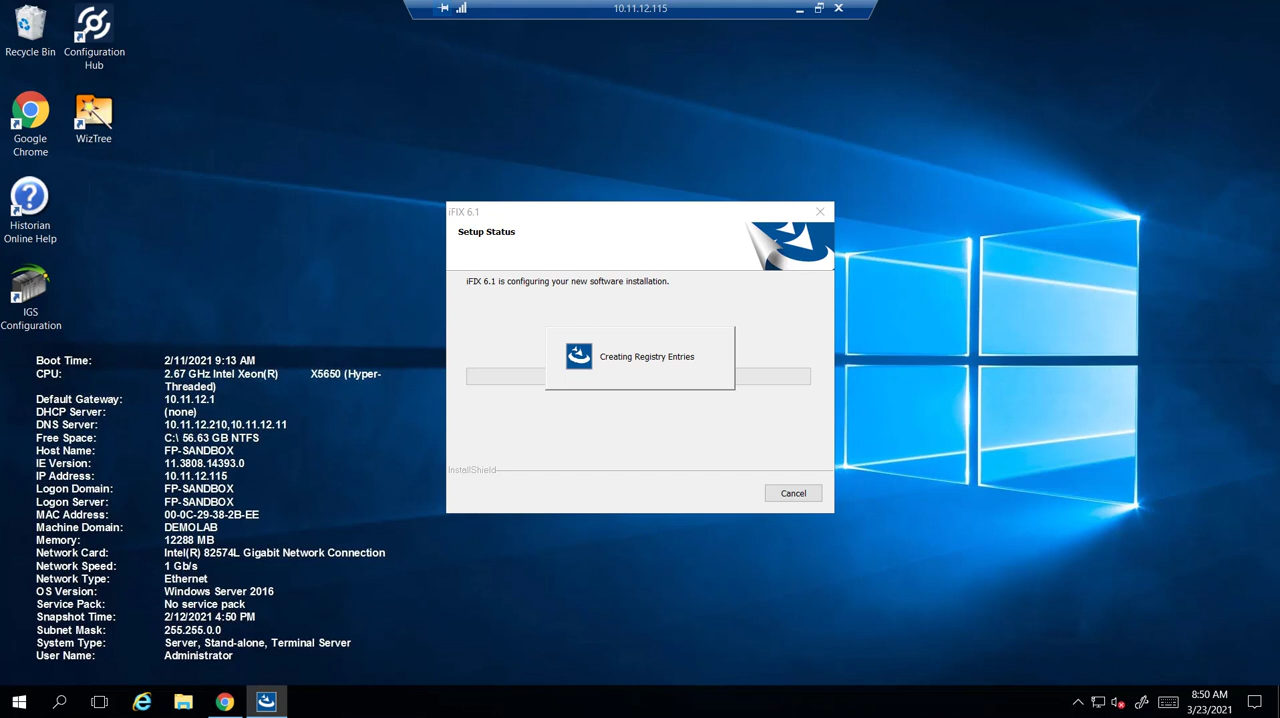 10.11.12.115
Recycle Bin
Configuration
Hub
Google
Chrome
WizTree
Historian
Online Help
IGS
Configuration
iFIX 6.1
Setup Status
iFIX 6.1 is configuring your new software installation.
Creating Registry Entries
InstallShield
Cancel
Boot Time: 2/11/2021 9:13 AM
CPU: 2.67 GHz Intel Xeon(R) X5650 (Hyper-
Threaded)
Default Gateway: 10.11.12.1
DHCP Server: (none)
DNS Server: 10.11.12.210,10.11.12.11
Free Space: C:\ 56.63 GB NTFS
Host Name: FP-SANDBOX
IE Version: 11.3808.14393.0
IP Address: 10.11.12.115
Logon Domain: FP-SANDBOX
Logon Server: FP-SANDBOX
MAC Address: 00-0C-29-38-2B-EE
Machine Domain: DEMOLAB
Memory: 12288 MB
Network Card: Intel(R) 82574L Gigabit Network Connection
Network Speed: 1 Gb/s
Network Type: Ethernet
OS Version: Windows Server 2016
Service Pack: No service pack
Snapshot Time: 2/12/2021 4:50 PM
Subnet Mask: 255.255.0.0
System Type: Server, Stand-alone, Terminal Server
User Name: Administrator
8:50 AM
3/23/2021